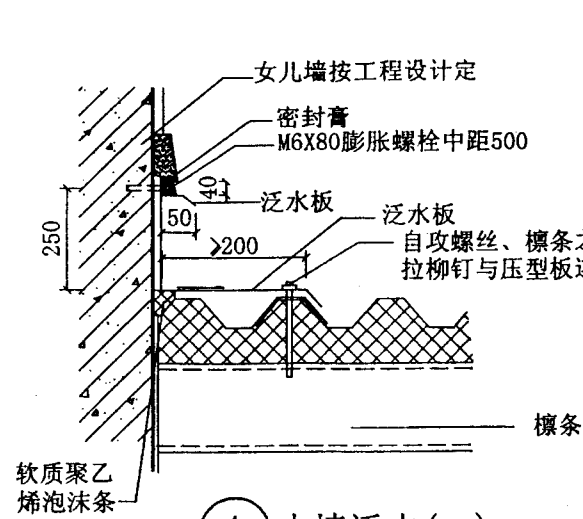 女儿墙按工程设计定
密封膏
M6X80膨胀螺栓中距500
40
泛水板
50
泛水板
250
>200
自攻螺丝、檩条
拉柳钉与压型板
檩条
软质聚乙
烯泡沫条